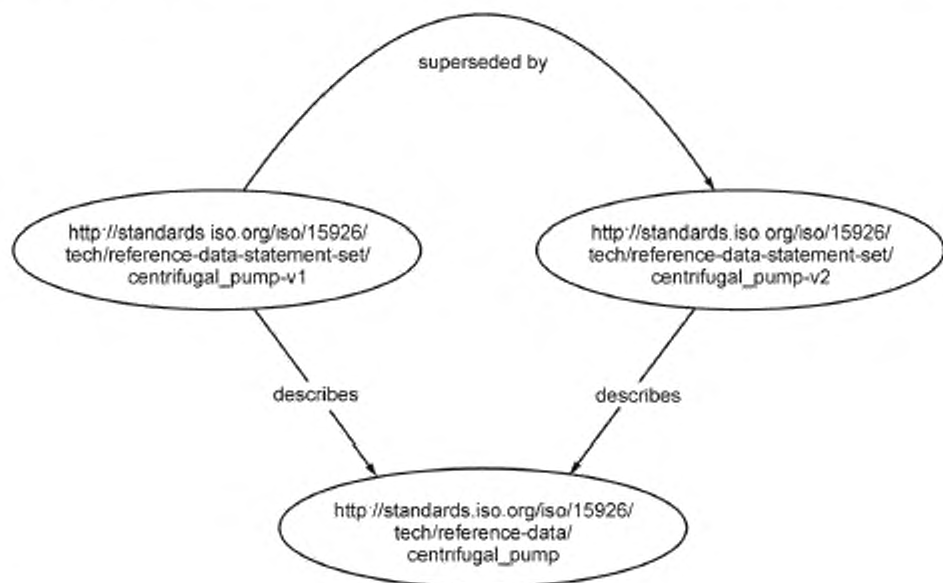 superseded by
http://standards.iso.org/iso/15926/
tech/reference-data-statement-set/
centrifugal_pump-v1
http://standards.iso.org/iso/15926/
tech/reference-data-statement-set/
centrifugal_pump-v2
describes
describes
http://standards.iso.org/iso/15926/
tech/reference-data/
centrifugal_pump